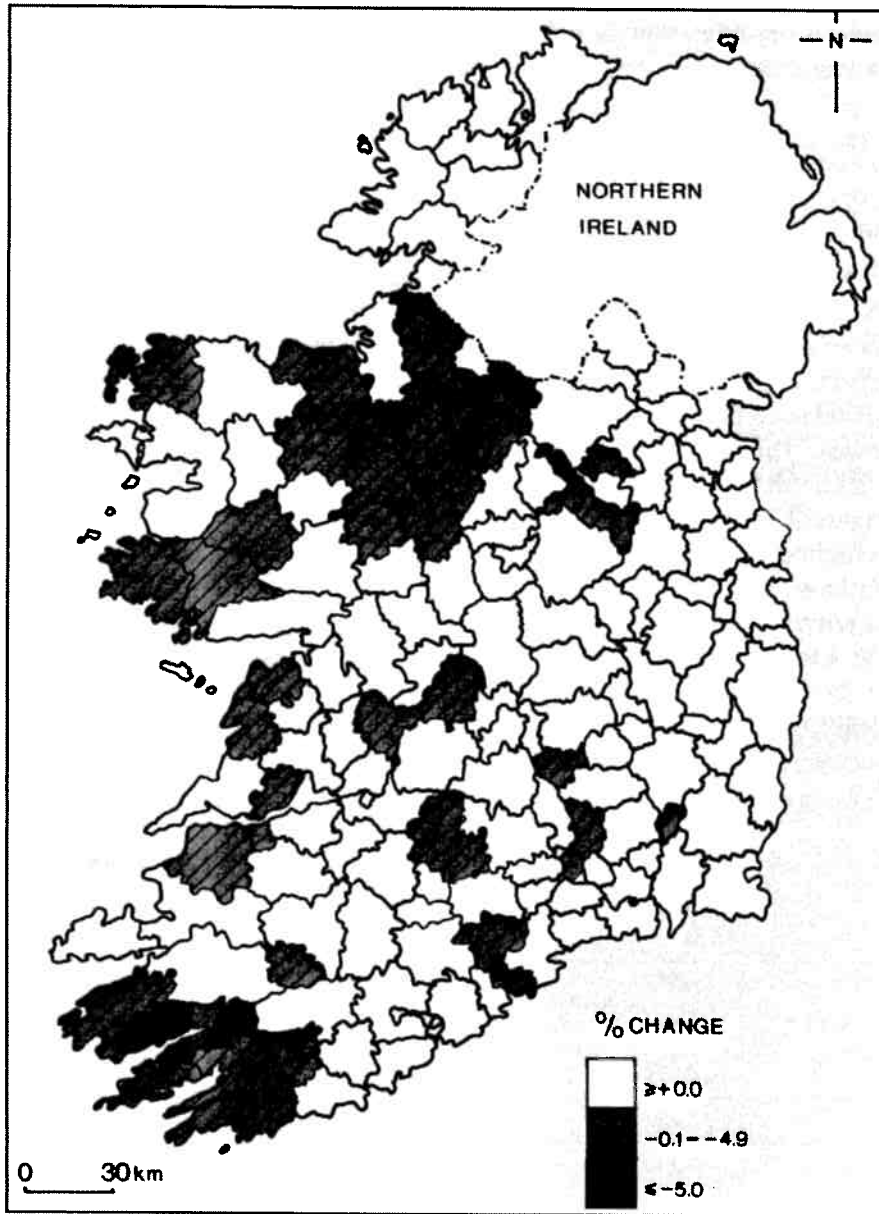 N
NORTHERN
IRELAND
% CHANGE
≥+0.0
-0.1--4.9
≤-5.0
0 30km